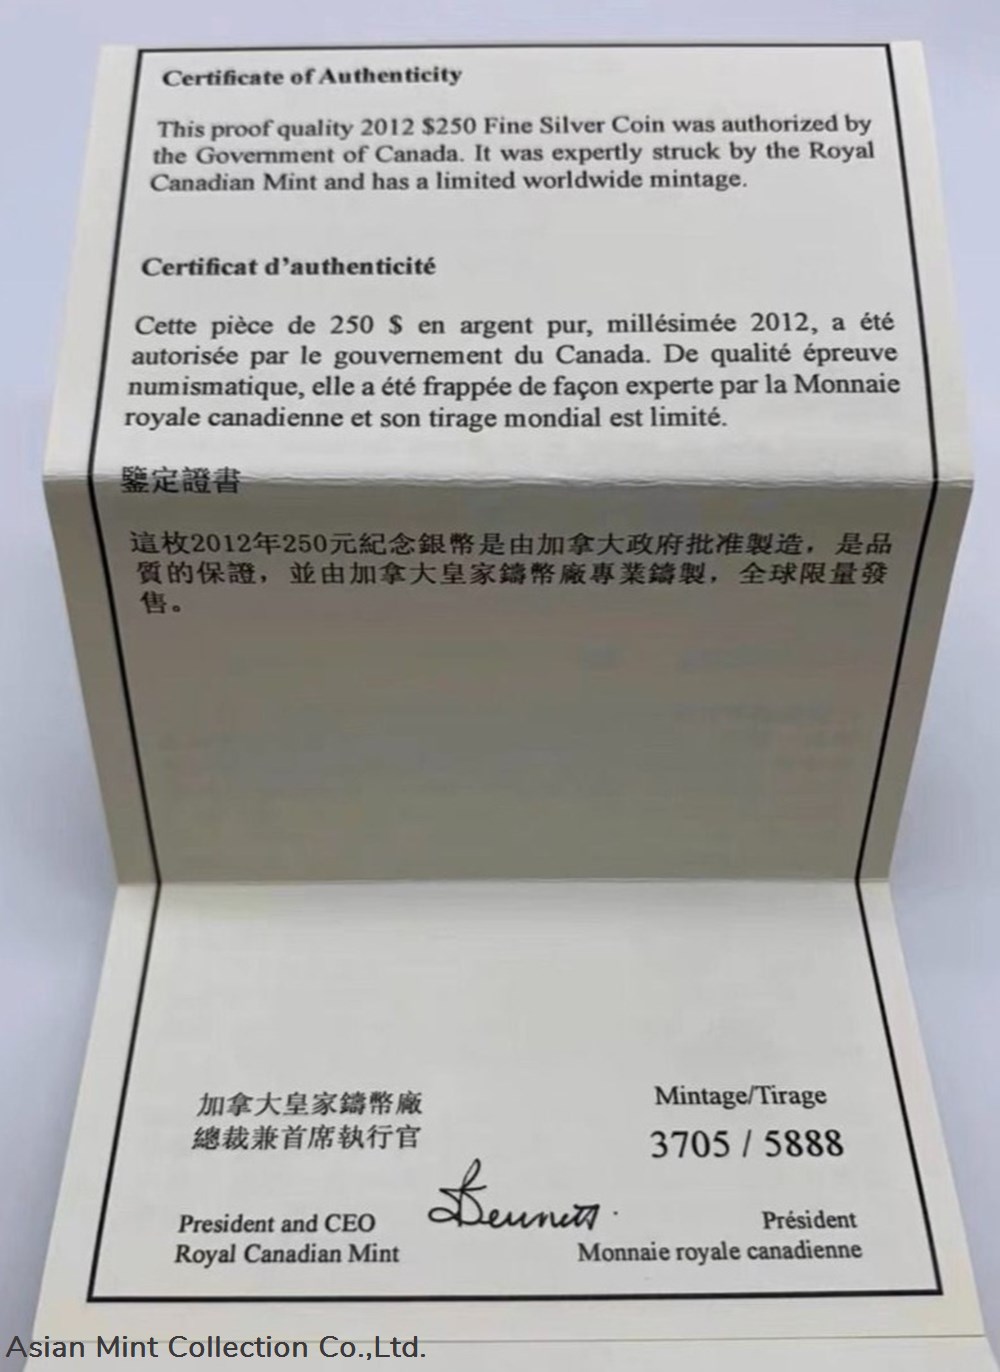 Certificate of Authenticity
This proof quality 2012 $250 Fine Silver Coin was authorized by
the Government of Canada. It was expertly struck by the Royal
Canadian Mint and has a limited worldwide mintage.
Certificat d'authenticité
Cette pièce de 250 $ en argent pur, millésimée 2012, a été
autorisée par le gouvernement du Canada. De qualité épreuve
numismatique, elle a été frappée de façon experte par la Monnaie
royale canadienne et son tirage mondial est limité.
鑒定證書
這枚2012年250元紀念銀幣是由加拿大政府批准製造，是品
質的保證，並由加拿大皇家鑄幣廠專業鑄製，全球限量發
售。
加拿大皇家鑄幣廠
總裁兼首席執行官
Mintage/Tirage
3705 / 5888
Bennett
President and CEO
Royal Canadian Mint
Président
Monnaie royale canadienne
Asian Mint Collection Co.,Ltd.